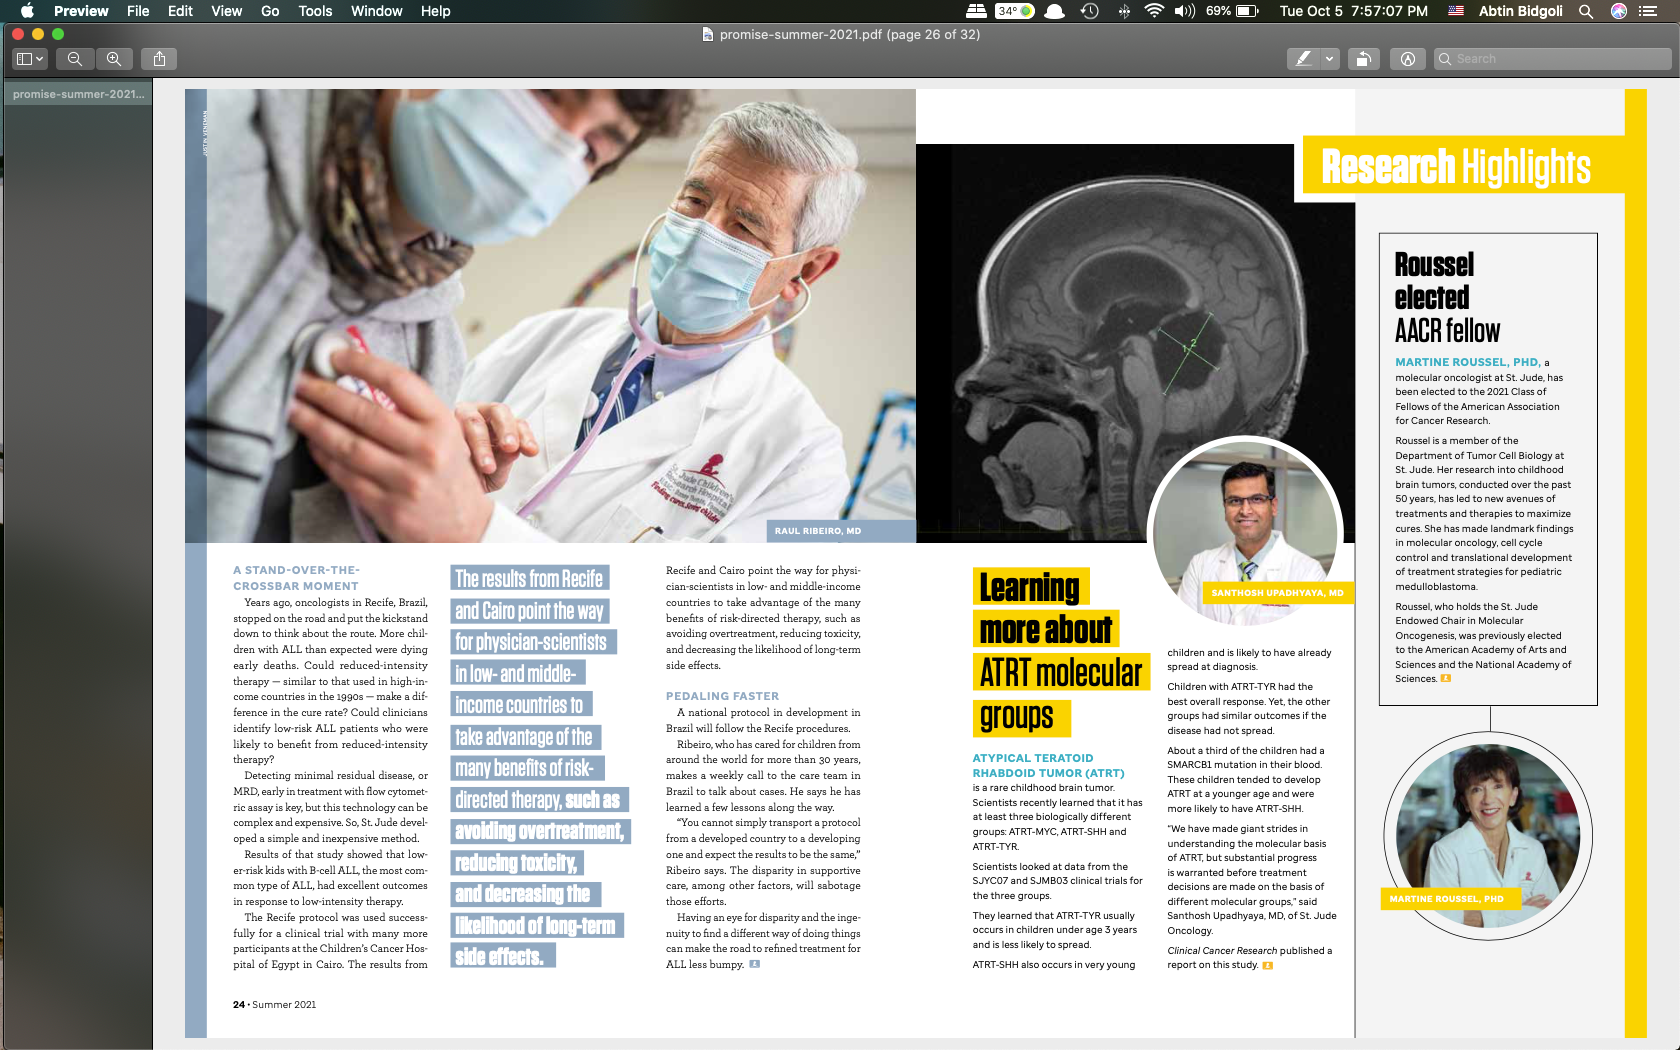 Preview File Edit View Go Tools Window Help
34° 69% Tue Oct 5 7:57:07 PM Abtin Bidgoli
promise-summer-2021.pdf (page 26 of 32)
Search
promise-summer-2021...
JUSTIN VENEMAN
St. Jude Children's
Research Hospital
Finding cures. Saving children.
RAUL RIBEIRO, MD
A STAND-OVER-THE-
CROSSBAR MOMENT
Years ago, oncologists in Recife, Brazil,
stopped on the road and put the kickstand
down to think about the route. More chil-
dren with ALL than expected were dying
early deaths. Could reduced-intensity
therapy — similar to that used in high-in-
come countries in the 1990s — make a dif-
ference in the cure rate? Could clinicians
identify low-risk ALL patients who were
likely to benefit from reduced-intensity
therapy?
Detecting minimal residual disease, or
MRD, early in treatment with flow cytomet-
ric assay is key, but this technology can be
complex and expensive. So, St. Jude devel-
oped a simple and inexpensive method.
Results of that study showed that low-
er-risk kids with B-cell ALL, the most com-
mon type of ALL, had excellent outcomes
in response to low-intensity therapy.
The Recife protocol was used success-
fully for a clinical trial with many more
participants at the Children's Cancer Hos-
pital of Egypt in Cairo. The results from
The results from Recife
and Cairo point the way
for physician-scientists
in low- and middle-
income countries to
take advantage of the
many benefits of risk-
directed therapy, such as
avoiding overtreatment,
reducing toxicity,
and decreasing the
likelihood of long-term
side effects.
Recife and Cairo point the way for physi-
cian-scientists in low- and middle-income
countries to take advantage of the many
benefits of risk-directed therapy, such as
avoiding overtreatment, reducing toxicity,
and decreasing the likelihood of long-term
side effects.
PEDALING FASTER
A national protocol in development in
Brazil will follow the Recife procedures.
Ribeiro, who has cared for children from
around the world for more than 30 years,
makes a weekly call to the care team in
Brazil to talk about cases. He says he has
learned a few lessons along the way.
“You cannot simply transport a protocol
from a developed country to a developing
one and expect the results to be the same,”
Ribeiro says. The disparity in supportive
care, among other factors, will sabotage
those efforts.
Having an eye for disparity and the inge-
nuity to find a different way of doing things
can make the road to refined treatment for
ALL less bumpy.
24 • Summer 2021
1 2
SANTHOSH UPADHYAYA, MD
Learning
more about
ATRT molecular
groups
ATYPICAL TERATOID
RHABDOID TUMOR (ATRT)
is a rare childhood brain tumor.
Scientists recently learned that it has
at least three biologically different
groups: ATRT-MYC, ATRT-SHH and
ATRT-TYR.
Scientists looked at data from the
SJYC07 and SJMB03 clinical trials for
the three groups.
They learned that ATRT-TYR usually
occurs in children under age 3 years
and is less likely to spread.
ATRT-SHH also occurs in very young
children and is likely to have already
spread at diagnosis.
Children with ATRT-TYR had the
best overall response. Yet, the other
groups had similar outcomes if the
disease had not spread.
About a third of the children had a
SMARCB1 mutation in their blood.
These children tended to develop
ATRT at a younger age and were
more likely to have ATRT-SHH.
“We have made giant strides in
understanding the molecular basis
of ATRT, but substantial progress
is warranted before treatment
decisions are made on the basis of
different molecular groups,” said
Santhosh Upadhyaya, MD, of St. Jude
Oncology.
Clinical Cancer Research published a
report on this study.
Research Highlights
Roussel
elected
AACR fellow
MARTINE ROUSSEL, PHD, a
molecular oncologist at St. Jude, has
been elected to the 2021 Class of
Fellows of the American Association
for Cancer Research.
Roussel is a member of the
Department of Tumor Cell Biology at
St. Jude. Her research into childhood
brain tumors, conducted over the past
50 years, has led to new avenues of
treatments and therapies to maximize
cures. She has made landmark findings
in molecular oncology, cell cycle
control and translational development
of treatment strategies for pediatric
medulloblastoma.
Roussel, who holds the St. Jude
Endowed Chair in Molecular
Oncogenesis, was previously elected
to the American Academy of Arts and
Sciences and the National Academy of
Sciences.
MARTINE ROUSSEL, PHD